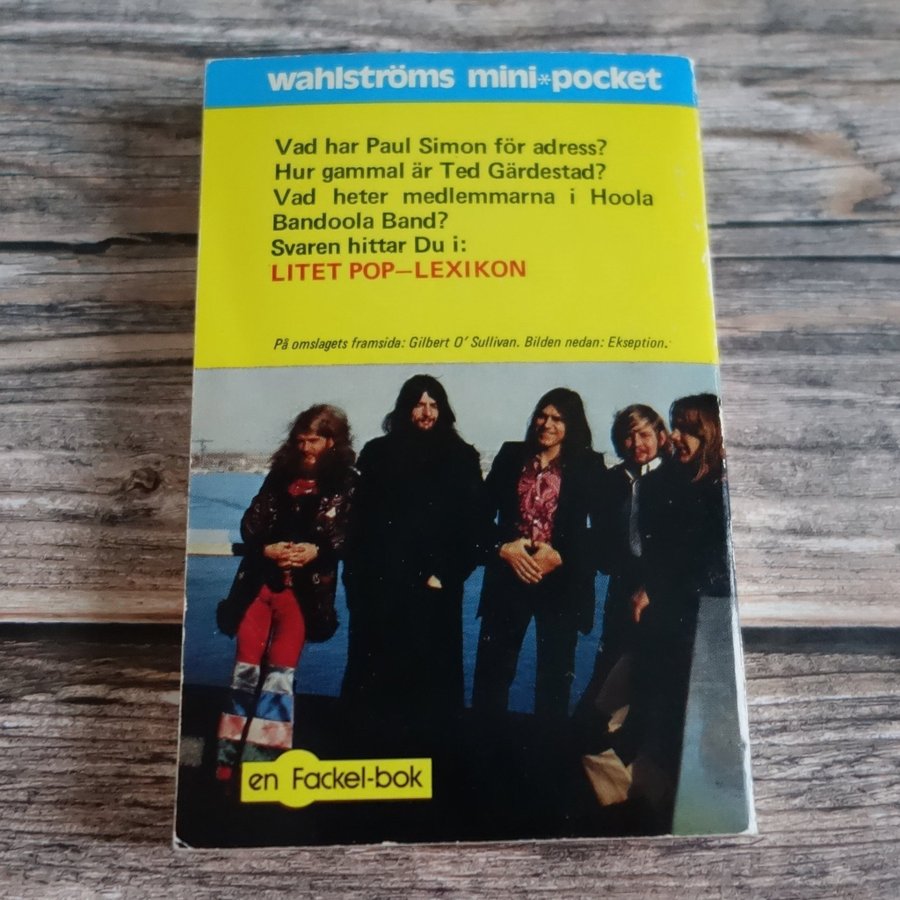 wahlströms mini*pocket
Vad har Paul Simon för adress?
Hur gammal är Ted Gärdestad?
Vad heter medlemmarna i Hoola
Bandoola Band?
Svaren hittar Du i:
LITET POP—LEXIKON
På omslagets framsida: Gilbert O' Sullivan. Bilden nedan: Ekseption.
en Fackel-bok